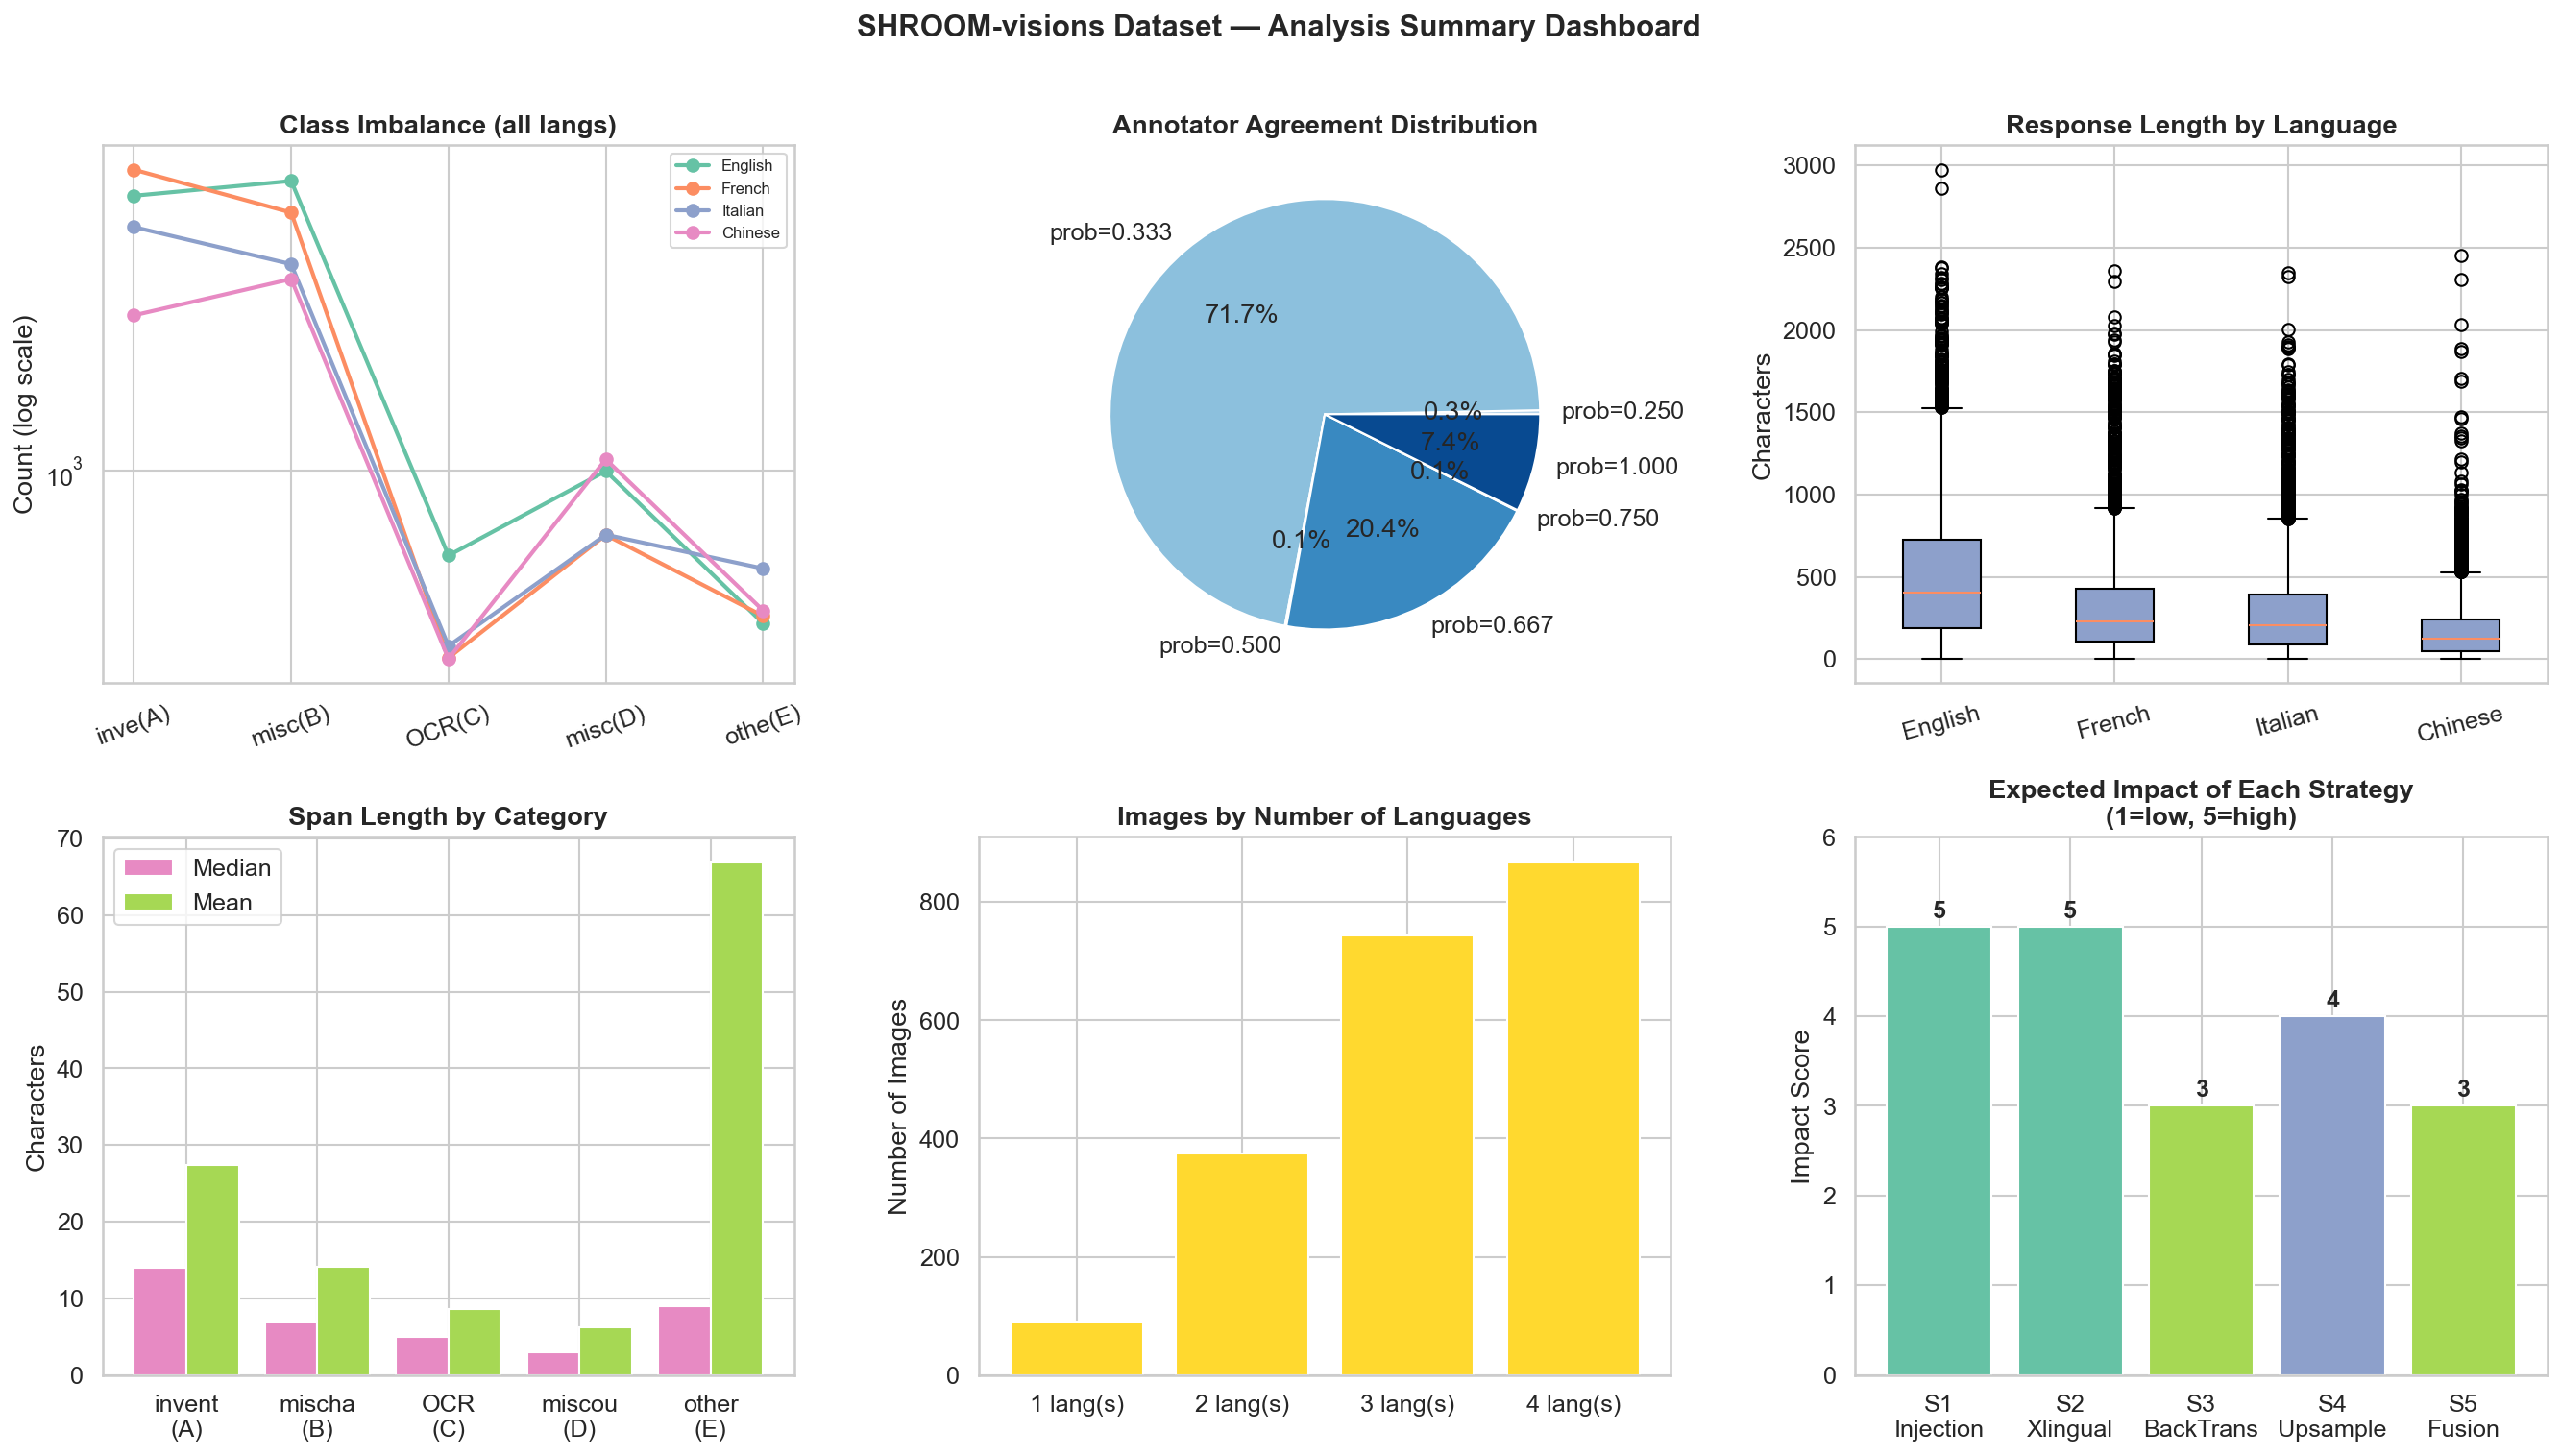 SHROOM-visions Dataset — Analysis Summary Dashboard
Class Imbalance (all langs)
Count (log scale)
10^3
English
French
Italian
Chinese
inve(A)
misc(B)
OCR(C)
misc(D)
othe(E)
Annotator Agreement Distribution
prob=0.333
71.7%
0.3%
prob=0.250
7.4%
prob=1.000
0.1%
prob=0.750
0.1%
20.4%
prob=0.667
prob=0.500
Response Length by Language
Characters
3000
2500
2000
1500
1000
500
0
English
French
Italian
Chinese
Span Length by Category
Characters
70
60
50
40
30
20
10
0
Median
Mean
invent
(A)
mischa
(B)
OCR
(C)
miscou
(D)
other
(E)
Images by Number of Languages
Number of Images
800
600
400
200
0
1 lang(s)
2 lang(s)
3 lang(s)
4 lang(s)
Expected Impact of Each Strategy
(1=low, 5=high)
Impact Score
6
5
4
3
2
1
0
5
5
3
4
3
S1
Injection
S2
Xlingual
S3
BackTrans
S4
Upsample
S5
Fusion